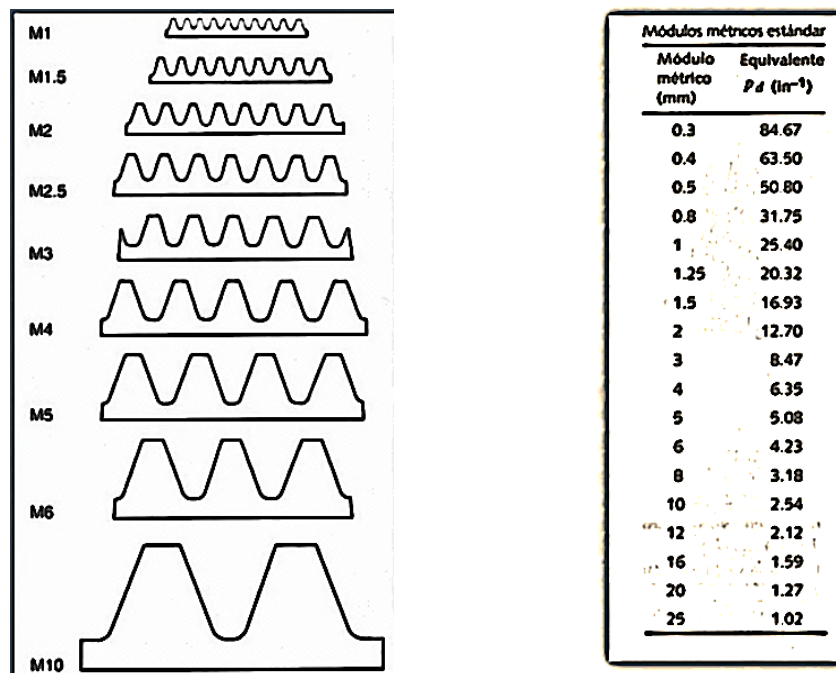 M1
M1.5
M2
M2.5
M3
M4
M5
M6
M10
Módulos métricos estándar
Módulo métrico (mm) Equivalente Pd (in⁻¹)
0.3 84.67
0.4 63.50
0.5 50.80
0.8 31.75
1 25.40
1.25 20.32
1.5 16.93
2 12.70
3 8.47
4 6.35
5 5.08
6 4.23
8 3.18
10 2.54
12 2.12
16 1.59
20 1.27
25 1.02